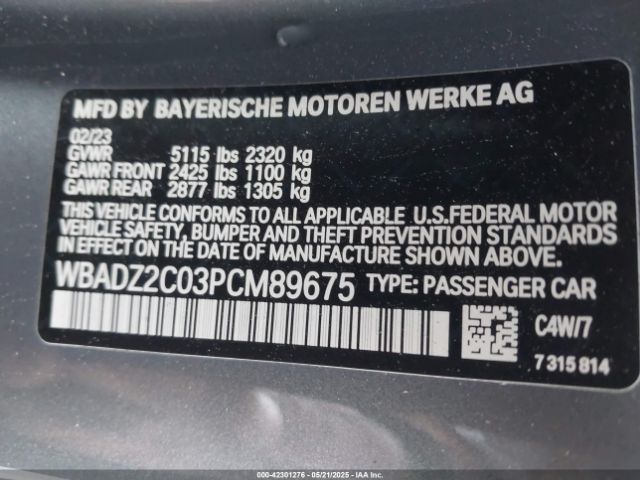 MFD BY BAYERISCHE MOTOREN WERKE AG
02/23
GVWR 5115 lbs 2320 kg
GAWR FRONT 2425 lbs 1100 kg
GAWR REAR 2877 lbs 1305 kg
THIS VEHICLE CONFORMS TO ALL APPLICABLE U.S.FEDERAL MOTOR
VEHICLE SAFETY, BUMPER AND THEFT PREVENTION STANDARDS
IN EFFECT ON THE DATE OF MANUFACTURE SHOWN ABOVE.
WBADZ2C03PCM89675 TYPE: PASSENGER CAR
C4W/7
7 315 814
000-42301276 - 05/21/2025 - IAAI.com